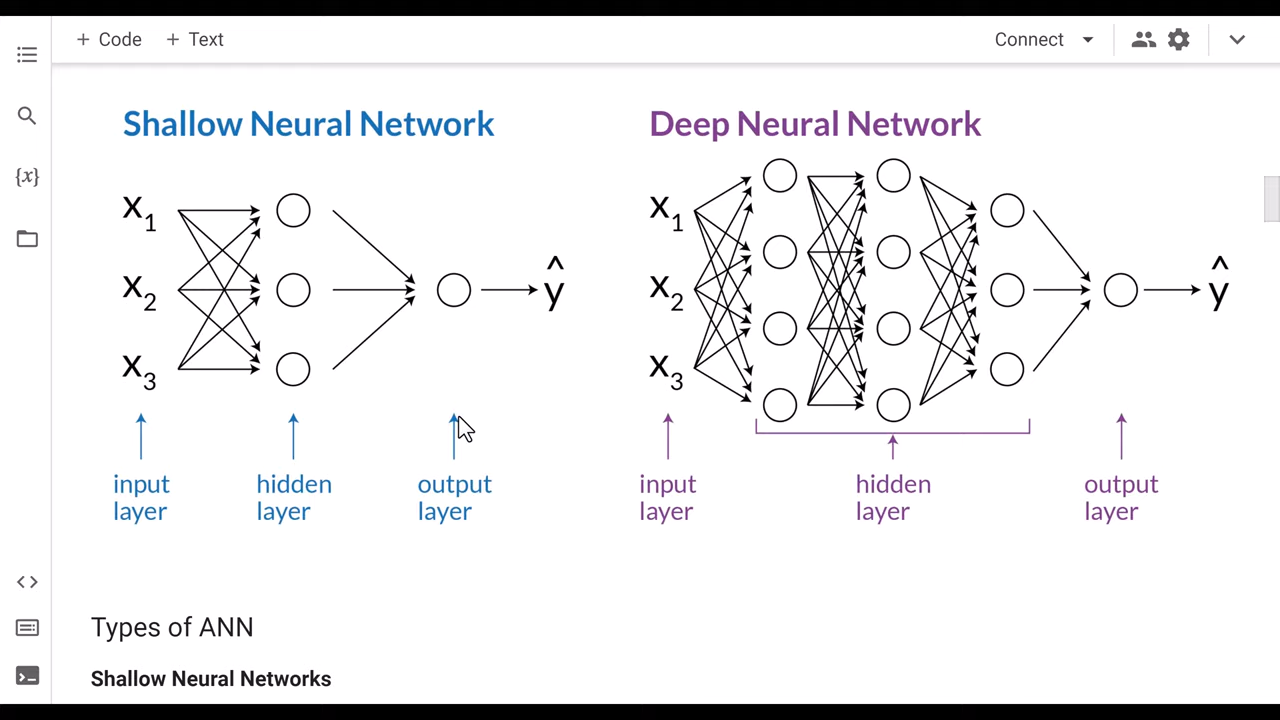 + Code + Text Connect
{x}
Shallow Neural Network
x1
x2
x3
ŷ
input layer
hidden layer
output layer
Deep Neural Network
x1
x2
x3
ŷ
input layer
hidden layer
output layer
Types of ANN
Shallow Neural Networks